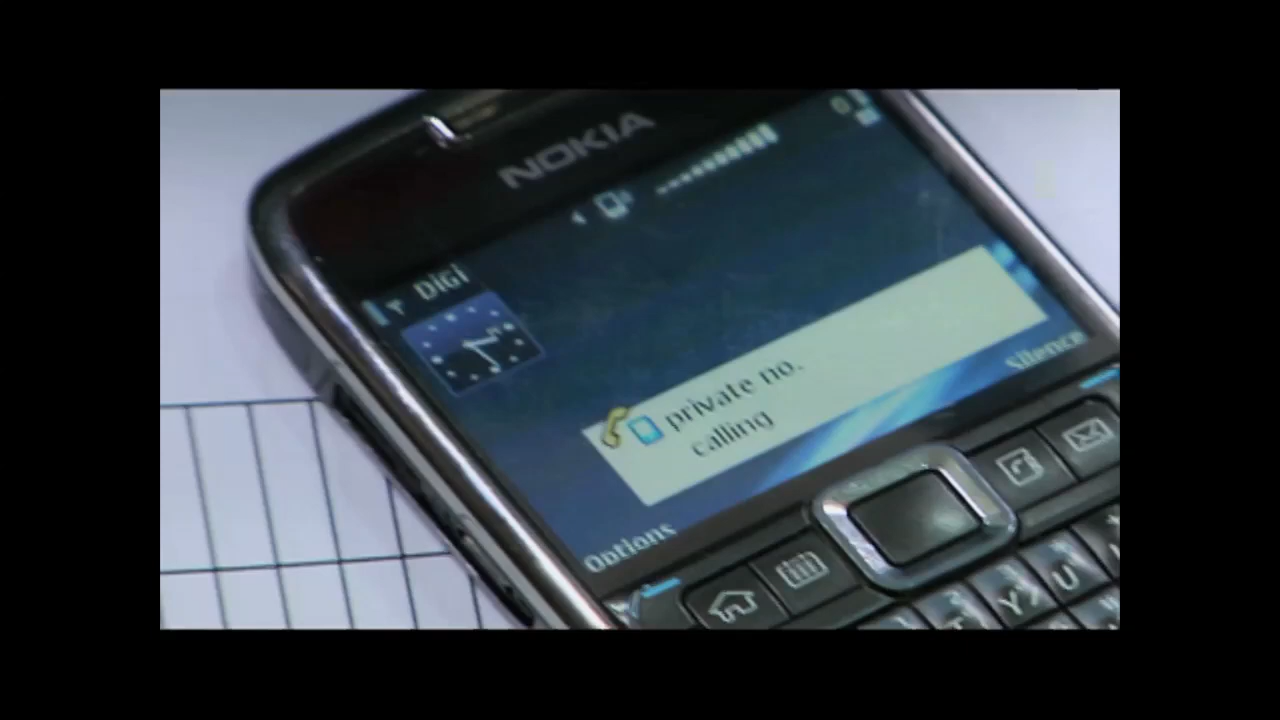 NOKIA
DiGi
private no.
calling
Options
Silence
T
Y
U